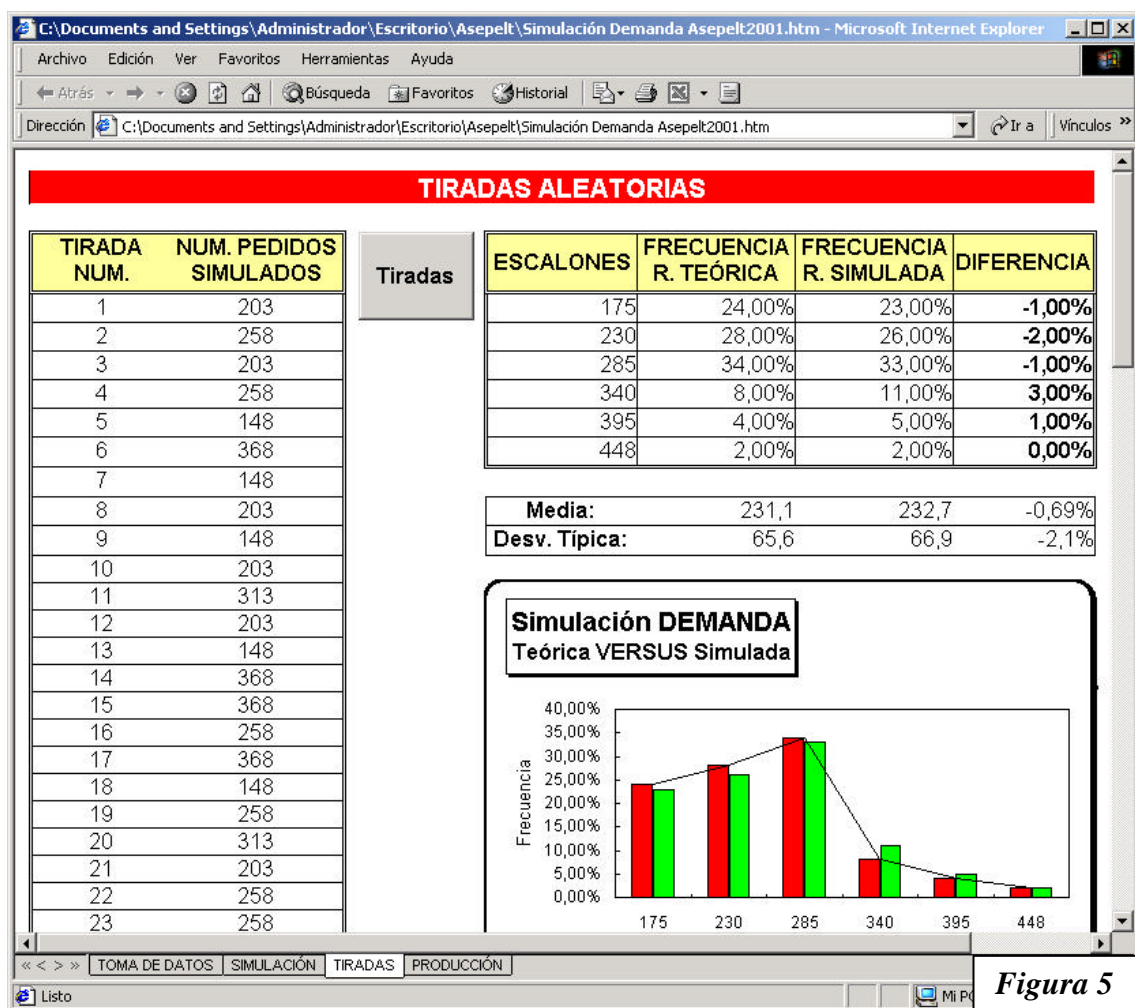 C:\Documents and Settings\Administrador\Escritorio\Asepelt\Simulación Demanda Asepelt2001.htm - Microsoft Internet Explorer
Archivo Edición Ver Favoritos Herramientas Ayuda
Atrás Búsqueda Favoritos Historial
Dirección C:\Documents and Settings\Administrador\Escritorio\Asepelt\Simulación Demanda Asepelt2001.htm Ir a Vínculos »
TIRADAS ALEATORIAS
TIRADA NUM. PEDIDOS
NUM. SIMULADOS
1 203
2 258
3 203
4 258
5 148
6 368
7 148
8 203
9 148
10 203
11 313
12 203
13 148
14 368
15 368
16 258
17 368
18 148
19 258
20 313
21 203
22 258
23 258
Tiradas
ESCALONES FRECUENCIA FRECUENCIA DIFERENCIA
R. TEÓRICA R. SIMULADA
175 24,00% 23,00% -1,00%
230 28,00% 26,00% -2,00%
285 34,00% 33,00% -1,00%
340 8,00% 11,00% 3,00%
395 4,00% 5,00% 1,00%
448 2,00% 2,00% 0,00%
Media: 231,1 232,7 -0,69%
Desv. Típica: 65,6 66,9 -2,1%
Simulación DEMANDA
Teórica VERSUS Simulada
Frecuencia
40,00%
35,00%
30,00%
25,00%
20,00%
15,00%
10,00%
5,00%
0,00%
175 230 285 340 395 448
« < > » TOMA DE DATOS SIMULACIÓN TIRADAS PRODUCCIÓN
Listo Mi PC
Figura 5